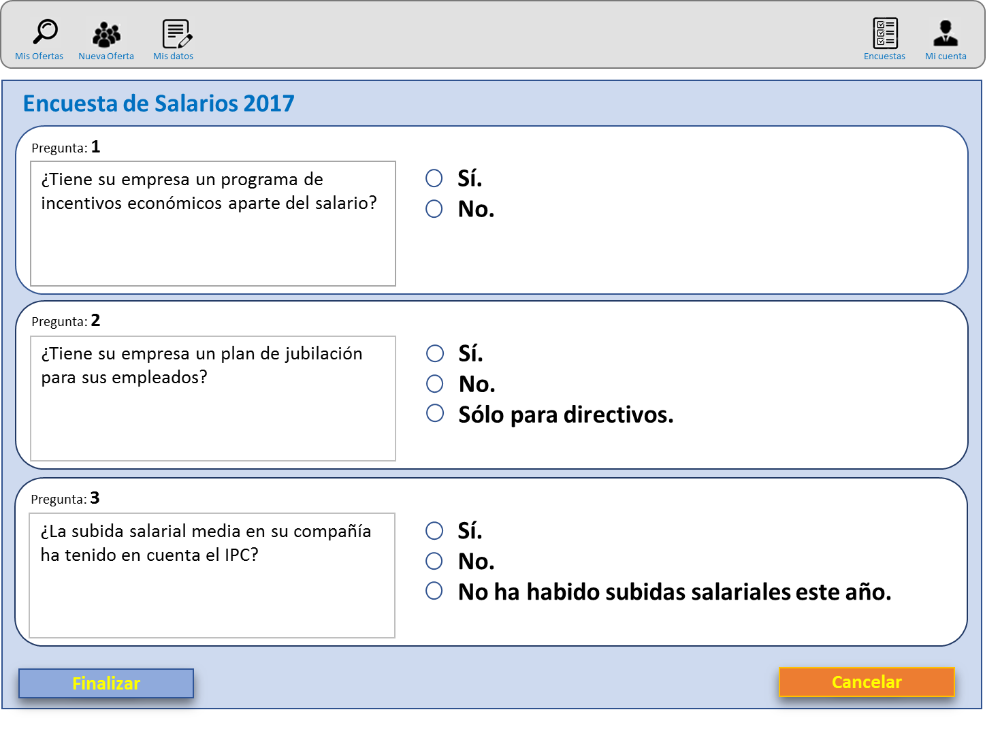 Mis Ofertas
Nueva Oferta
Mis datos
Encuestas
Mi cuenta
Encuesta de Salarios 2017
Pregunta: 1
¿Tiene su empresa un programa de
incentivos económicos aparte del salario?
Sí.
No.
Pregunta: 2
¿Tiene su empresa un plan de jubilación
para sus empleados?
Sí.
No.
Sólo para directivos.
Pregunta: 3
¿La subida salarial media en su compañía
ha tenido en cuenta el IPC?
Sí.
No.
No ha habido subidas salariales este año.
Finalizar
Cancelar